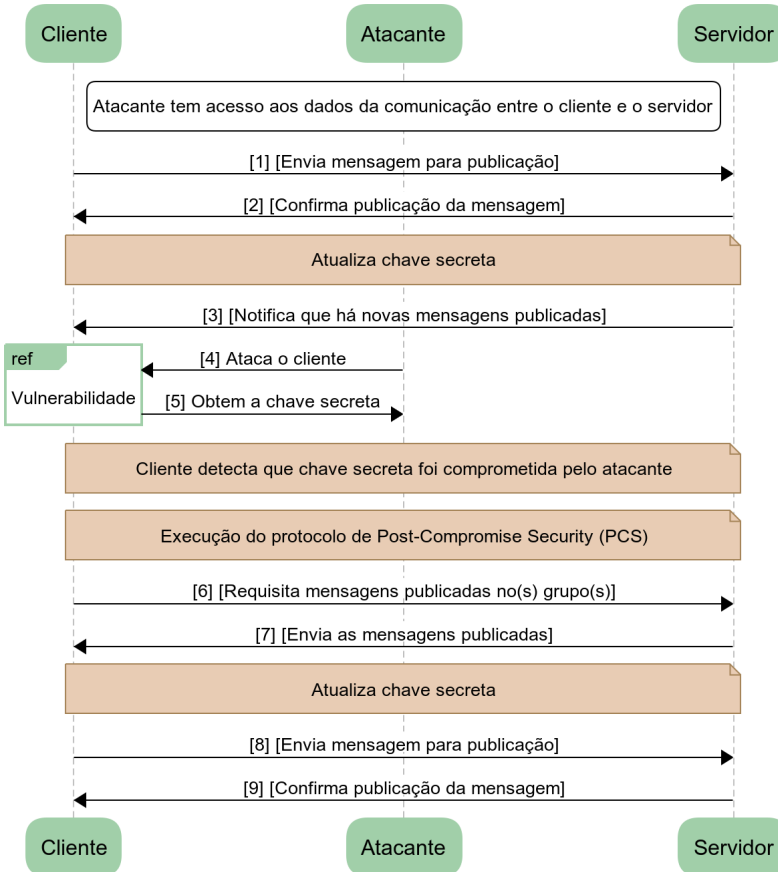 Cliente
Atacante
Servidor
Atacante tem acesso aos dados da comunicação entre o cliente e o servidor
[1] [Envia mensagem para publicação]
[2] [Confirma publicação da mensagem]
Atualiza chave secreta
[3] [Notifica que há novas mensagens publicadas]
ref
[4] Ataca o cliente
Vulnerabilidade
[5] Obtem a chave secreta
Cliente detecta que chave secreta foi comprometida pelo atacante
Execução do protocolo de Post-Compromise Security (PCS)
[6] [Requisita mensagens publicadas no(s) grupo(s)]
[7] [Envia as mensagens publicadas]
Atualiza chave secreta
[8] [Envia mensagem para publicação]
[9] [Confirma publicação da mensagem]
Cliente
Atacante
Servidor